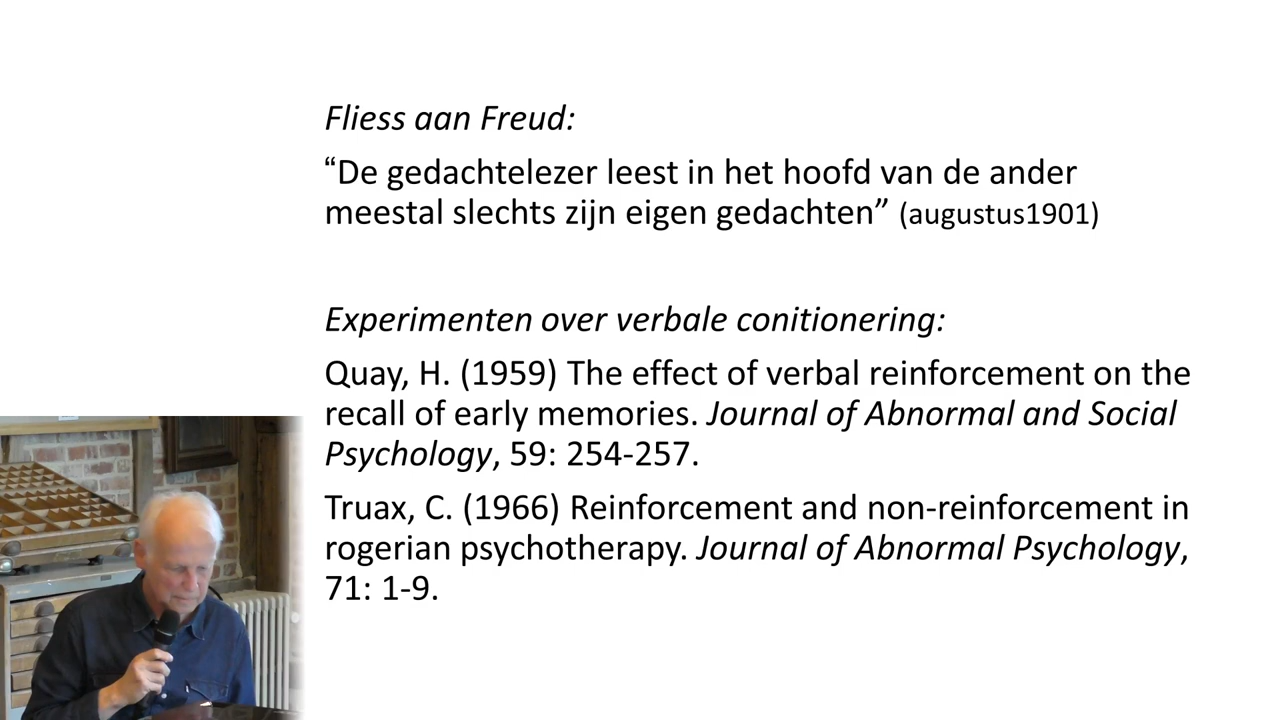 Fliess aan Freud:
“De gedachtelezer leest in het hoofd van de ander
meestal slechts zijn eigen gedachten” (augustus1901)
Experimenten over verbale conitionering:
Quay, H. (1959) The effect of verbal reinforcement on the
recall of early memories. Journal of Abnormal and Social
Psychology, 59: 254-257.
Truax, C. (1966) Reinforcement and non-reinforcement in
rogerian psychotherapy. Journal of Abnormal Psychology,
71: 1-9.